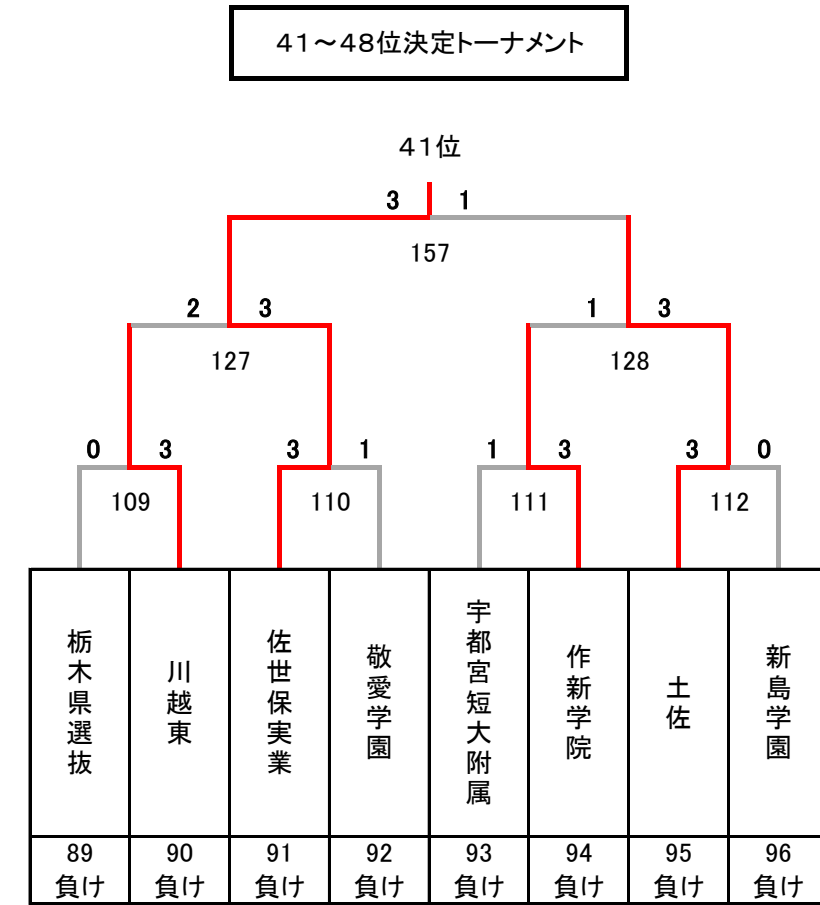 41～48位決定トーナメント
41位
3 1
157
2 3 1 3
127 128
0 3 3 1 1 3 3 0
109 110 111 112
栃木県選抜
川越東
佐世保実業
敬愛学園
宇都宮短大附属
作新学院
土佐
新島学園
89 90 91 92 93 94 95 96
負け 負け 負け 負け 負け 負け 負け 負け